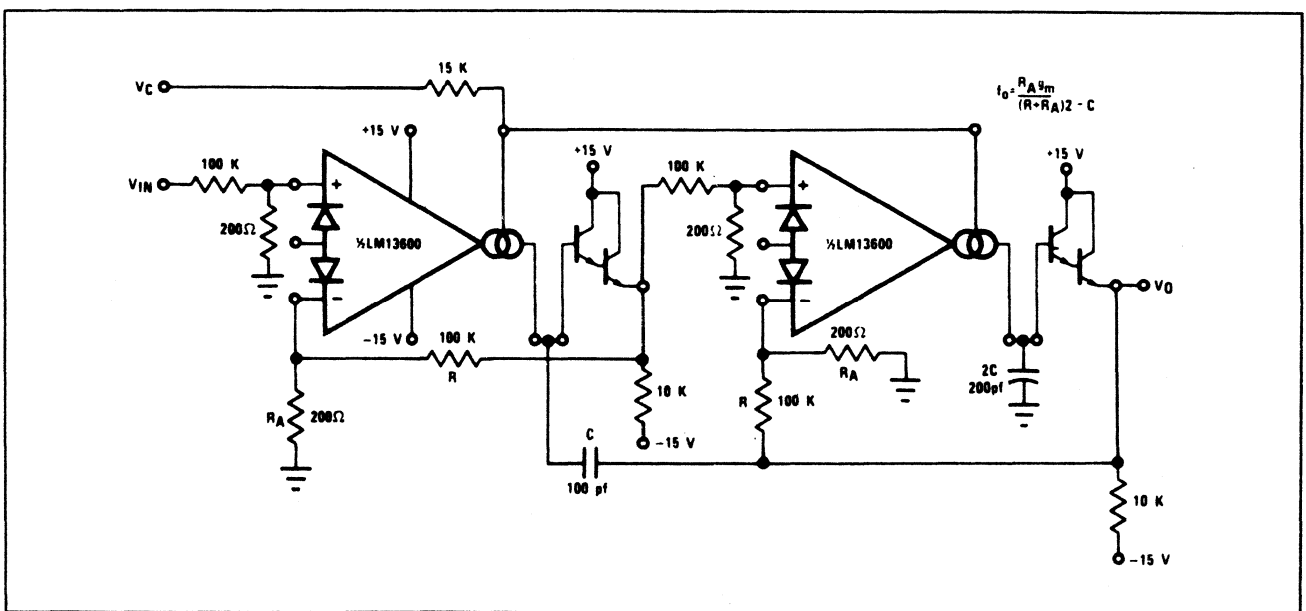 15 K
VC
fo = RA gm
(R+RA)2 - C
+15 V
+15 V
+15 V
100 K
100 K
VIN
+
+
200Ω
½LM13600
200Ω
½LM13600
-
-
VO
-15 V
100 K
R
200Ω
RA
2C
200pf
RA
200Ω
10 K
R
100 K
-15 V
C
100 pf
10 K
-15 V